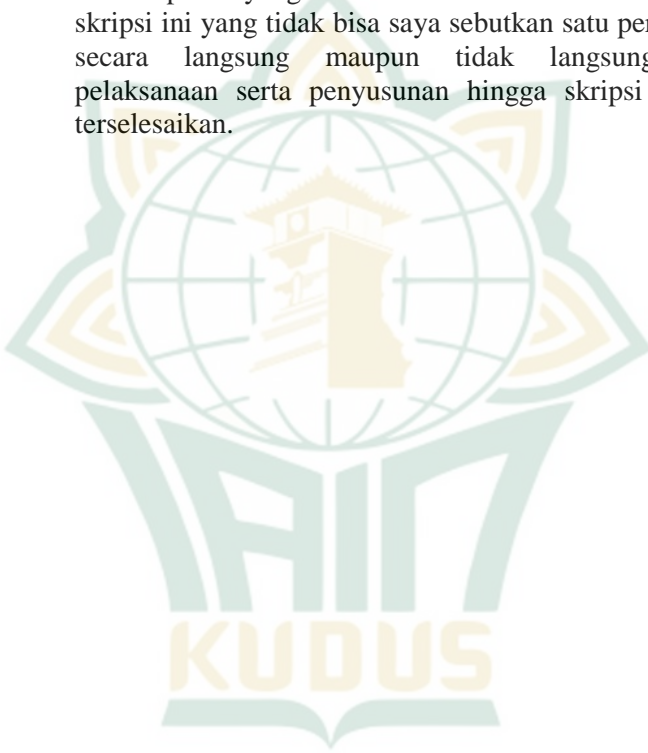 skripsi ini yang tidak bisa saya sebutkan satu per
secara langsung maupun tidak langsung
pelaksanaan serta penyusunan hingga skripsi
terselesaikan.
IAIN
KUDUS